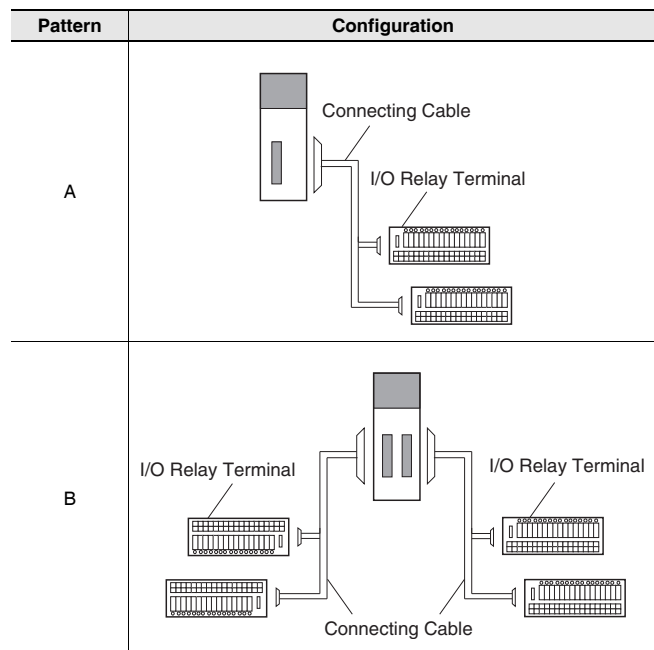 Pattern Configuration
A
Connecting Cable
I/O Relay Terminal
B
I/O Relay Terminal
I/O Relay Terminal
Connecting Cable